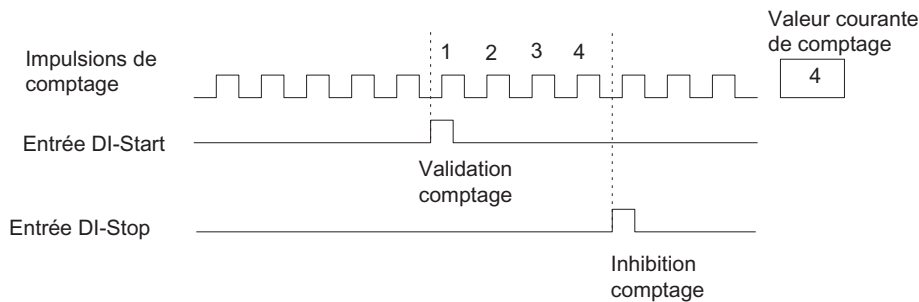 Valeur courante
de comptage
4
Impulsions de
comptage
1 2 3 4
Entrée DI-Start
Validation
comptage
Entrée DI-Stop
Inhibition
comptage